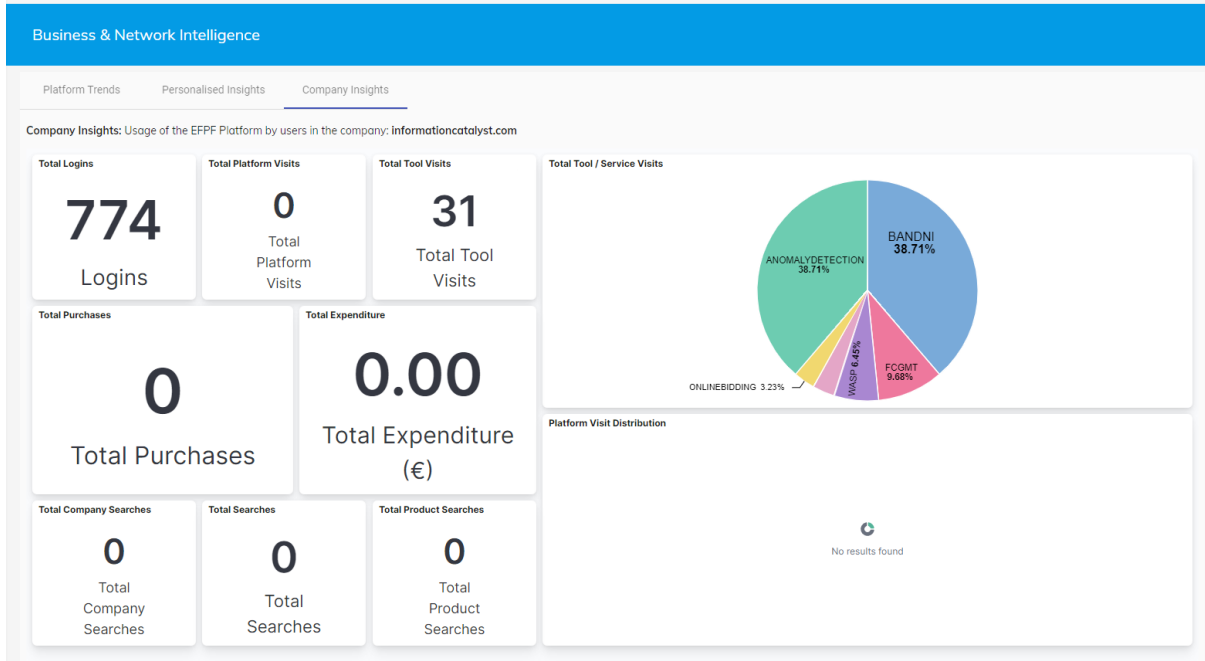 Business & Network Intelligence
Platform Trends
Personalised Insights
Company Insights
Company Insights: Usage of the EFPF Platform by users in the company: informationcatalyst.com
Total Logins
774
Logins
Total Platform Visits
0
Total
Platform
Visits
Total Tool Visits
31
Total Tool
Visits
Total Tool / Service Visits
BANDNI
38.71%
ANOMALYDETECTION
38.71%
FCGMT
9.68%
WASP 6.45%
ONLINEBIDDING 3.23%
Total Purchases
0
Total Purchases
Total Expenditure
0.00
Total Expenditure
(€)
Platform Visit Distribution
No results found
Total Company Searches
0
Total
Company
Searches
Total Searches
0
Total
Searches
Total Product Searches
0
Total
Product
Searches